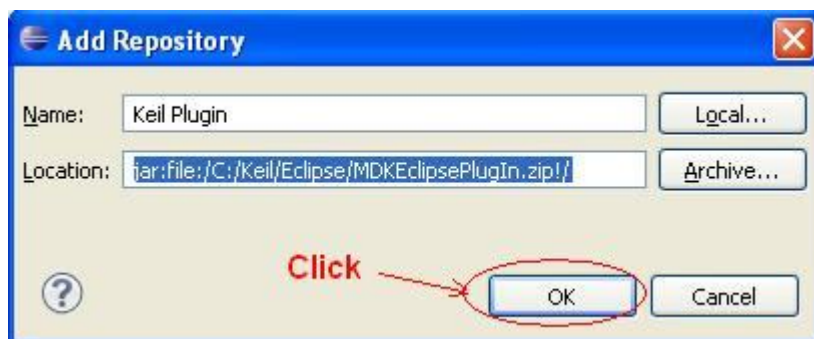 Add Repository
Name: Keil Plugin Local...
Location: jar:file:/C:/Keil/Eclipse/MDKEclipsePlugIn.zip!/ Archive...
Click
? OK Cancel